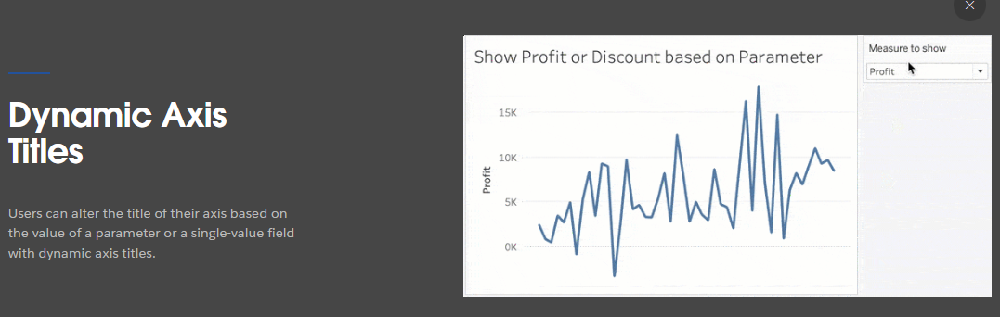 Dynamic Axis
Titles
Users can alter the title of their axis based on
the value of a parameter or a single-value field
with dynamic axis titles.
Show Profit or Discount based on Parameter
15K
10K
5K
0K
Profit
Measure to show
Profit